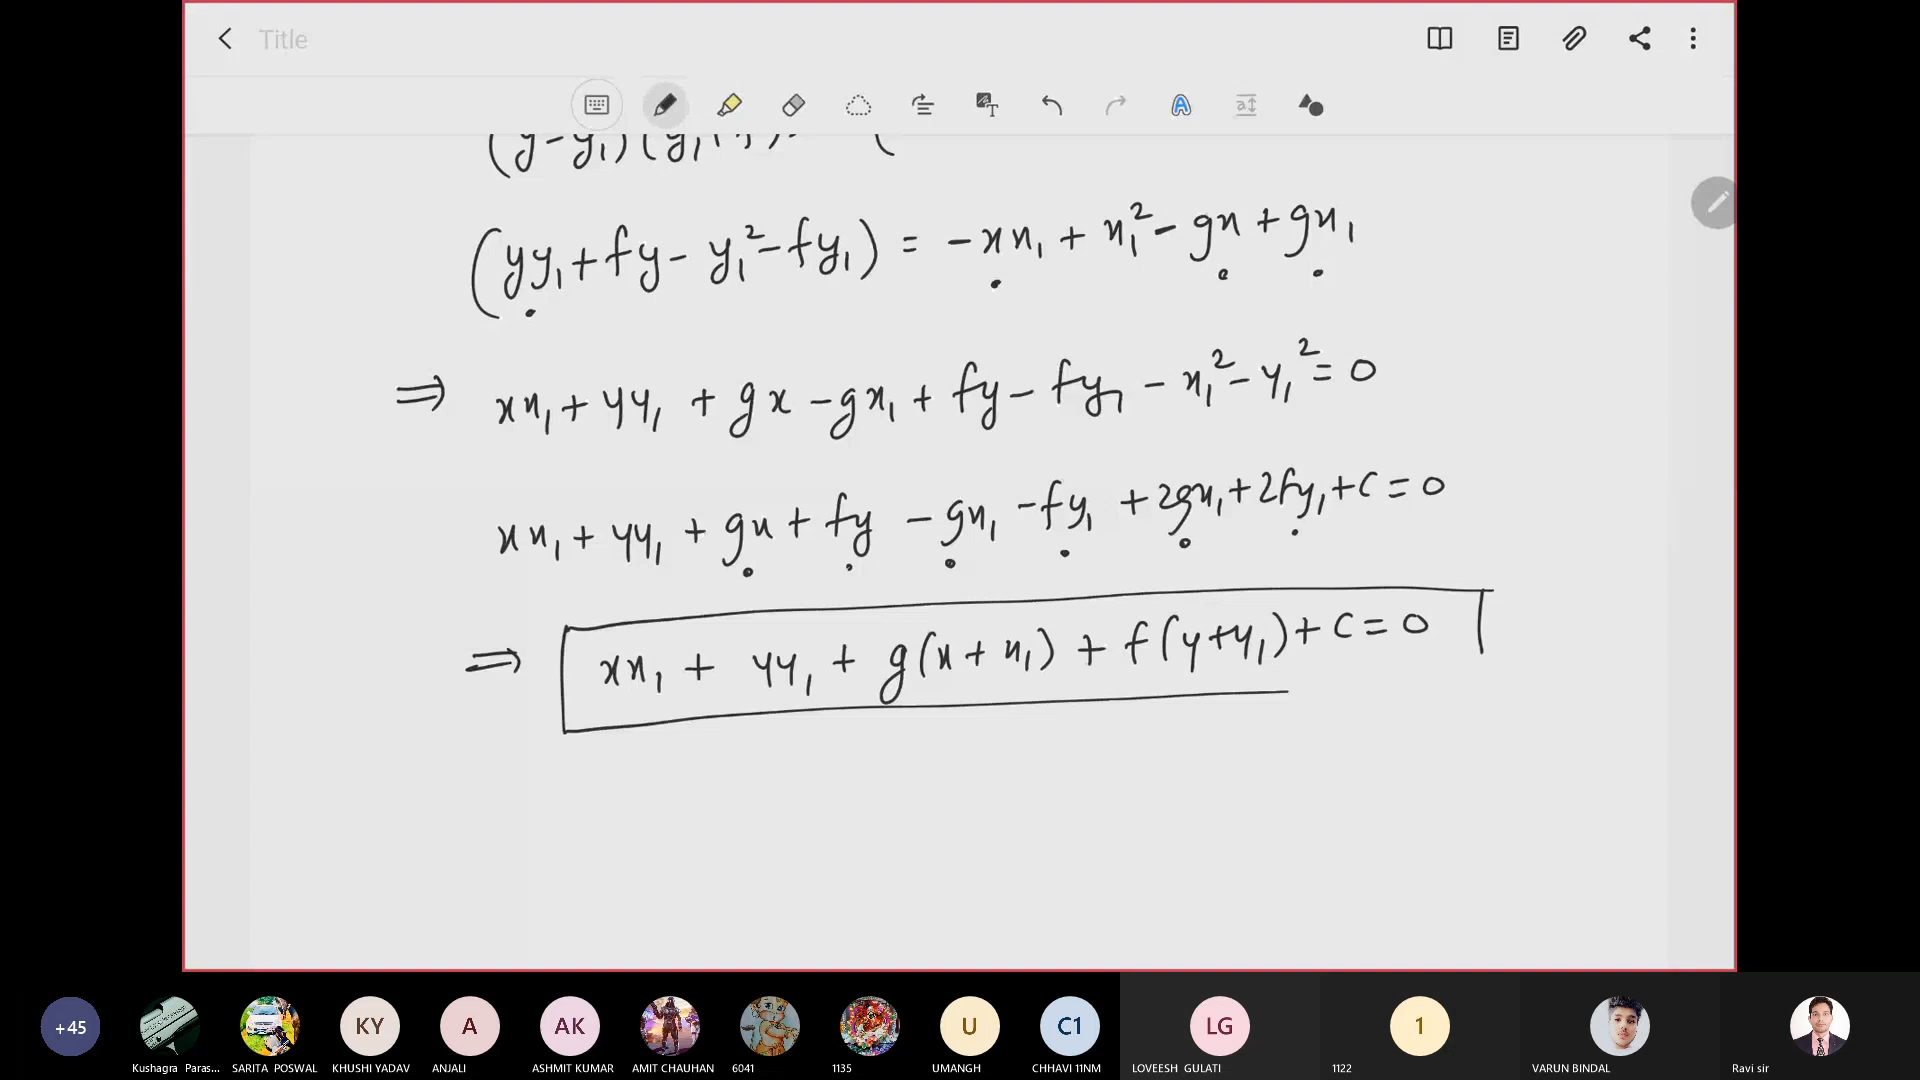 Title
(yy₁+fy- y₁²-fy₁) = -xx₁ + x₁² - gx + gx₁
⇒ xx₁ + yy₁ + gx - gx₁ + fy - fy₁ - x₁² - y₁² = 0
xx₁ + yy₁ + gx + fy - gx₁ - fy₁ + 2gx₁ + 2fy₁ + c = 0
⇒ xx₁ + yy₁ + g(x + x₁) + f(y+y₁) + c = 0
+45
KY
A
AK
U
C1
LG
1
Kushagra Paras...
SARITA POSWAL
KHUSHI YADAV
ANJALI
ASHMIT KUMAR
AMIT CHAUHAN
6041
1135
UMANGH
CHHAVI 11NM
LOVEESH GULATI
1122
VARUN BINDAL
Ravi sir